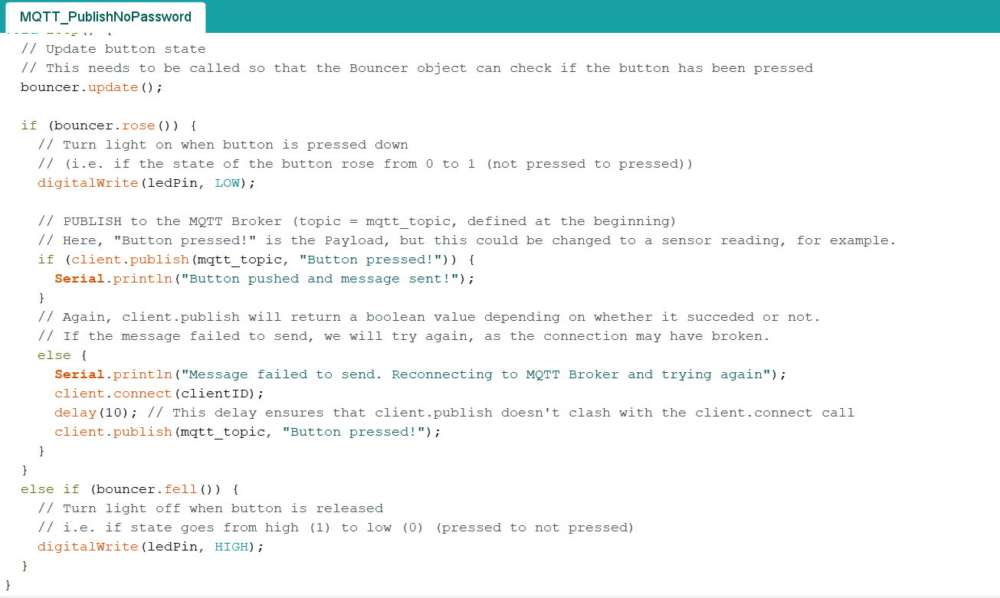 MQTT_PublishNoPassword
// Update button state
// This needs to be called so that the Bouncer object can check if the button has been pressed
bouncer.update();
if (bouncer.rose()) {
// Turn light on when button is pressed down
// (i.e. if the state of the button rose from 0 to 1 (not pressed to pressed))
digitalWrite(ledPin, LOW);
// PUBLISH to the MQTT Broker (topic = mqtt_topic, defined at the beginning)
// Here, "Button pressed!" is the Payload, but this could be changed to a sensor reading, for example.
if (client.publish(mqtt_topic, "Button pressed!")) {
Serial.println("Button pushed and message sent!");
}
// Again, client.publish will return a boolean value depending on whether it succeded or not.
// If the message failed to send, we will try again, as the connection may have broken.
else {
Serial.println("Message failed to send. Reconnecting to MQTT Broker and trying again");
client.connect(clientID);
delay(10); // This delay ensures that client.publish doesn't clash with the client.connect call
client.publish(mqtt_topic, "Button pressed!");
}
}
else if (bouncer.fell()) {
// Turn light off when button is released
// i.e. if state goes from high (1) to low (0) (pressed to not pressed)
digitalWrite(ledPin, HIGH);
}
}